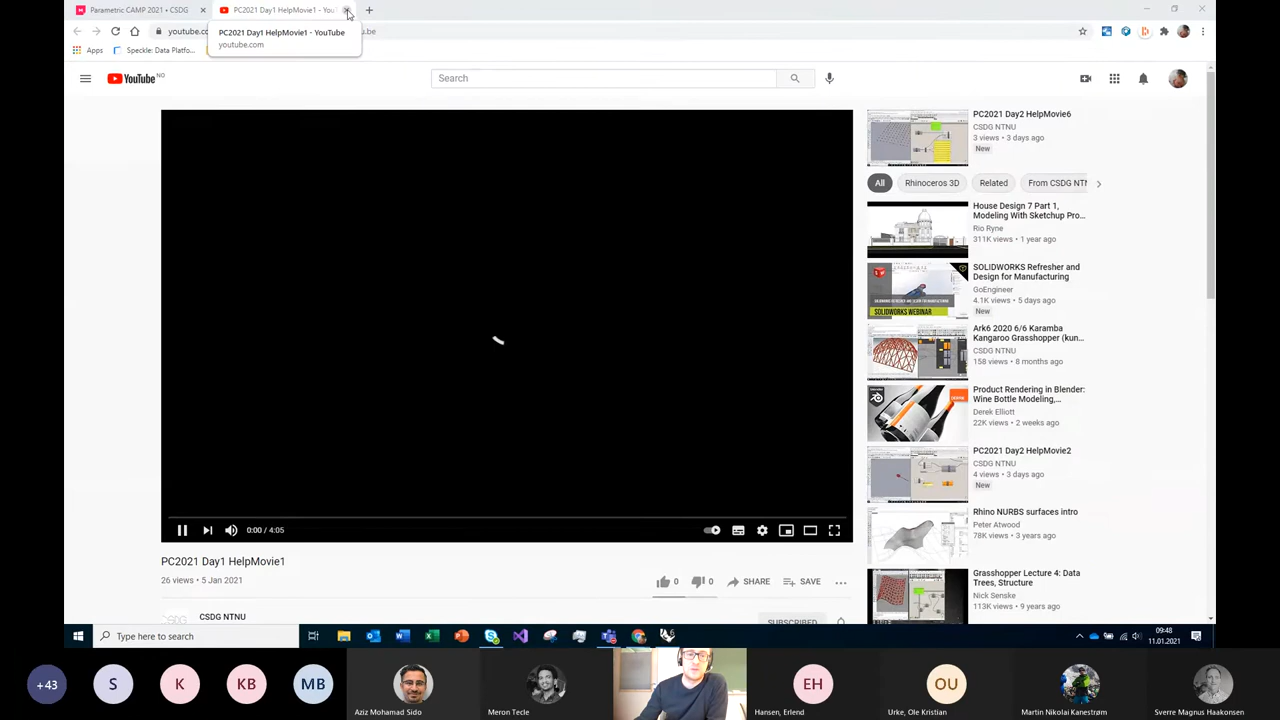 Parametric CAMP 2021 • CSDG
PC2021 Day1 HelpMovie1 - You
PC2021 Day1 HelpMovie1 - YouTube
youtube.com
Apps
Speckle: Data Platfo...
YouTube NO
Search
PC2021 Day2 HelpMovie6
CSDG NTNU
3 views • 3 days ago
New
All
Rhinoceros 3D
Related
From CSDG NTN
House Design 7 Part 1,
Modeling With Sketchup Pro...
Rio Ryne
311K views • 1 year ago
SOLIDWORKS Refresher and
Design for Manufacturing
GoEngineer
4.1K views • 5 days ago
New
SOLIDWORKS WEBINAR
Ark6 2020 6/6 Karamba
Kangaroo Grasshopper (kun...
CSDG NTNU
158 views • 8 months ago
Product Rendering in Blender:
Wine Bottle Modeling,...
Derek Elliott
22K views • 2 weeks ago
PC2021 Day2 HelpMovie2
CSDG NTNU
4 views • 3 days ago
New
Rhino NURBS surfaces intro
Peter Atwood
78K views • 3 years ago
Grasshopper Lecture 4: Data
Trees, Structure
Nick Senske
113K views • 9 years ago
0:00 / 4:05
PC2021 Day1 HelpMovie1
26 views • 5 Jan 2021
0
0
SHARE
SAVE
CSDG NTNU
SUBSCRIBED
Type here to search
09:48
11.01.2021
+43
S
K
KB
MB
Aziz Mohamad Sido
Meron Tecle
EH
Hansen, Erlend
OU
Urke, Ole Kristian
Martin Nikolai Kanestrøm
Sverre Magnus Haakonsen